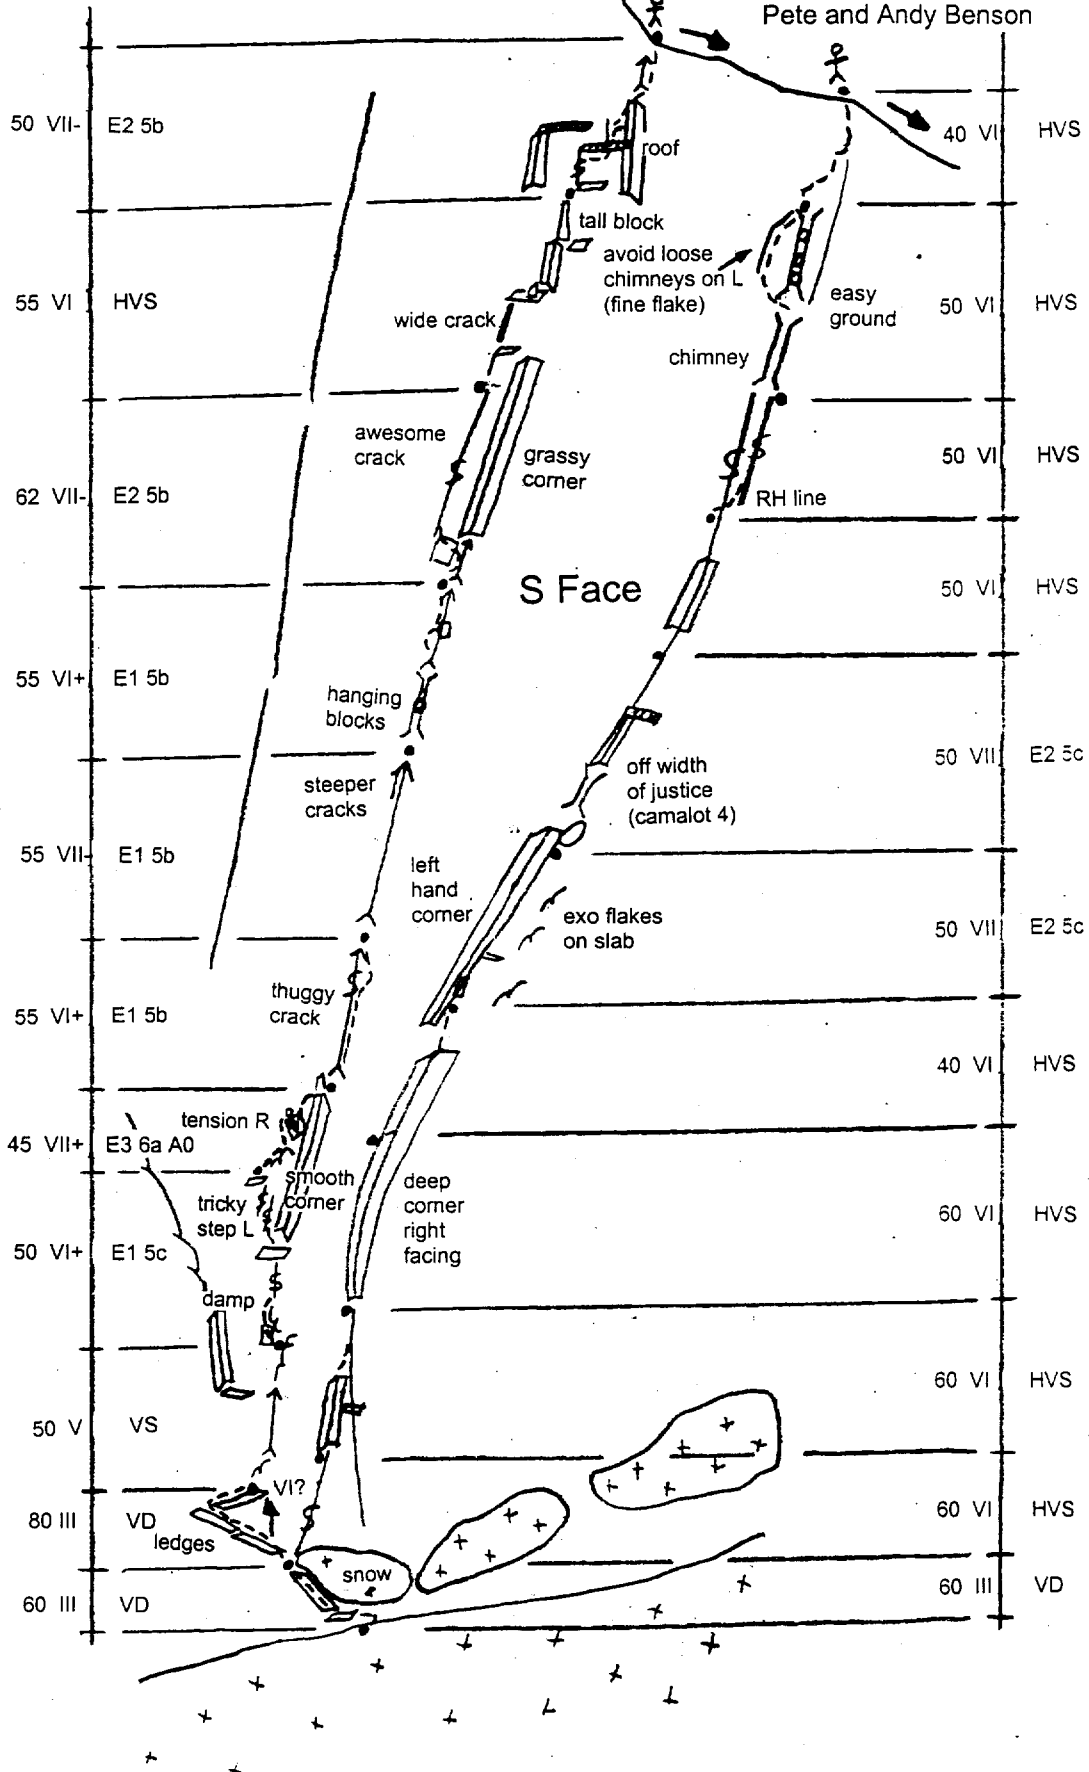 Pete and Andy Benson
50 VII- E2 5b
40 VI HVS
roof
tall block
avoid loose
chimneys on L
(fine flake)
55 VI HVS
wide crack
easy
ground
50 VI HVS
chimney
awesome
crack
grassy
corner
50 VI HVS
62 VII- E2 5b
RH line
S Face
50 VI HVS
55 VI+ E1 5b
hanging
blocks
steeper
cracks
off width
of justice
(camalot 4)
50 VII E2 5c
55 VII- E1 5b
left
hand
corner
exo flakes
on slab
50 VII E2 5c
thuggy
crack
55 VI+ E1 5b
40 VI HVS
tension R
45 VII+ E3 6a A0
smooth
corner
tricky
step L
deep
corner
right
facing
60 VI HVS
50 VI+ E1 5c
damp
60 VI HVS
50 V VS
VI?
80 III VD
ledges
60 VI HVS
snow
60 III VD
60 III VD